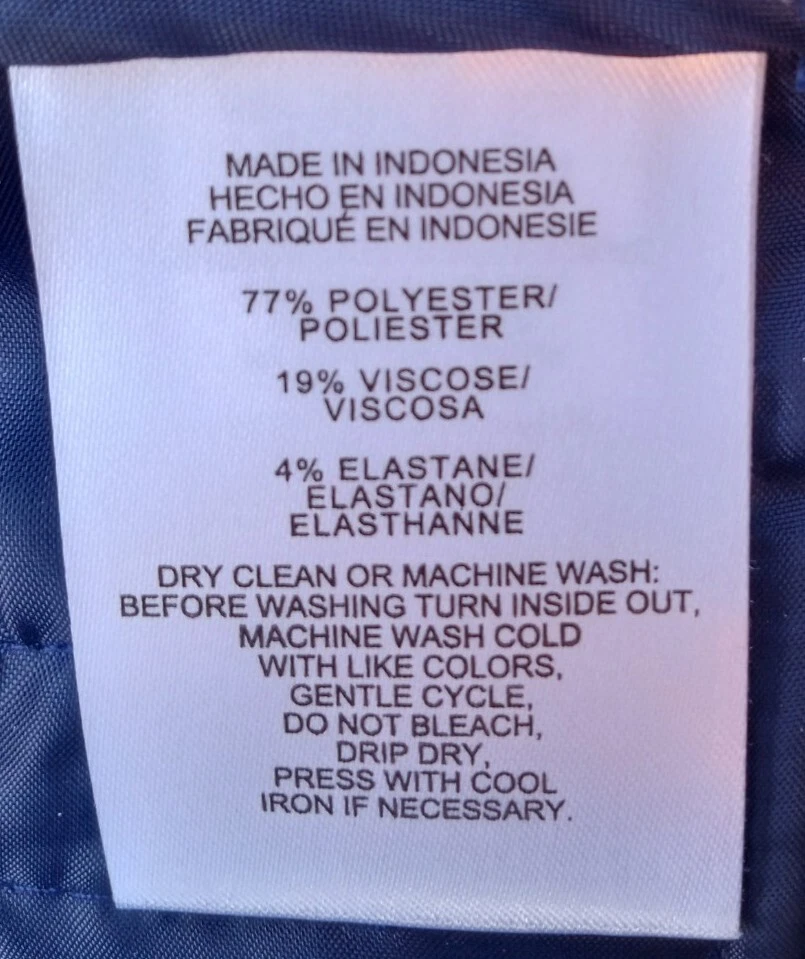 MADE IN INDONESIA
HECHO EN INDONESIA
FABRIQUÉ EN INDONESIE
77% POLYESTER/
POLIESTER
19% VISCOSE/
VISCOSA
4% ELASTANE/
ELASTANO/
ELASTHANNE
DRY CLEAN OR MACHINE WASH:
BEFORE WASHING TURN INSIDE OUT,
MACHINE WASH COLD
WITH LIKE COLORS,
GENTLE CYCLE,
DO NOT BLEACH,
DRIP DRY,
PRESS WITH COOL
IRON IF NECESSARY.